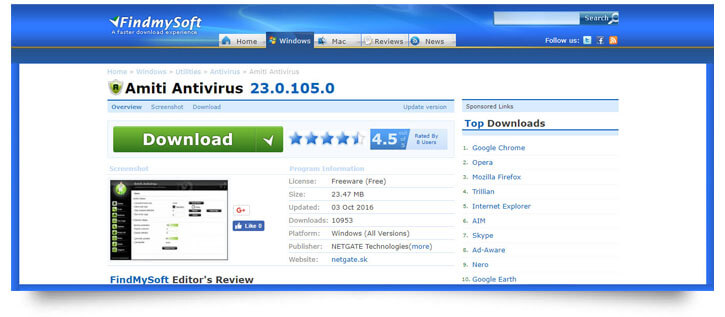 FindmySoft
A faster download experience
Search
Home
Windows
Mac
Reviews
News
Follow us:
Home » Windows » Utilities » Antivirus » Amiti Antivirus
Amiti Antivirus 23.0.105.0
Overview
Screenshot
Download
Update version
Download
4.5
Rated By
6 Users
Screenshot
G+
Like 0
Program Information
License: Freeware (Free)
Size: 23.47 MB
Updated: 03 Oct 2016
Downloads: 10953
Platform: Windows (All Versions)
Publisher: NETGATE Technologies(more)
Website: netgate.sk
FindMySoft Editor's Review
Sponsored Links
Top Downloads
1. Google Chrome
2. Opera
3. Mozilla Firefox
4. Trillian
5. Internet Explorer
6. AIM
7. Skype
8. Ad-Aware
9. Nero
10. Google Earth